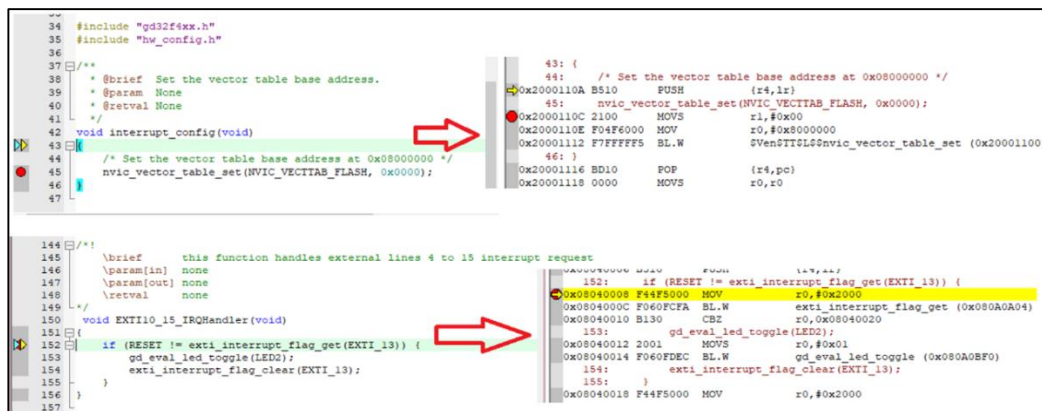 33
34 #include "gd32f4xx.h"
35 #include "hw_config.h"
36
37 /**
38 * @brief Set the vector table base address.
39 * @param None
40 * @retval None
41 */
42 void interrupt_config(void)
43 {
44 /* Set the vector table base address at 0x08000000 */
45 nvic_vector_table_set(NVIC_VECTTAB_FLASH, 0x0000);
46 }
47
43: {
44: /* Set the vector table base address at 0x08000000 */
0x2000110A B510 PUSH {r4,lr}
45: nvic_vector_table_set(NVIC_VECTTAB_FLASH, 0x0000);
0x2000110C 2100 MOVS r1,#0x00
0x2000110E F04F6000 MOV r0,#0x8000000
0x20001112 F7FFFFF5 BL.W $Ven$TT$L$$nvic_vector_table_set (0x20001100
46: }
0x20001116 BD10 POP {r4,pc}
0x20001118 0000 MOVS r0,r0
144 /*!
145 \brief this function handles external lines 4 to 15 interrupt request
146 \param[in] none
147 \param[out] none
148 \retval none
149 */
150 void EXTI10_15_IRQHandler(void)
151 {
152 if (RESET != exti_interrupt_flag_get(EXTI_13)) {
153 gd_eval_led_toggle(LED2);
154 exti_interrupt_flag_clear(EXTI_13);
155 }
156 }
157
0x08040006 B510 PUSH {r4,lr}
152: if (RESET != exti_interrupt_flag_get(EXTI_13)) {
0x08040008 F44F5000 MOV r0,#0x2000
0x0804000C F060FCFA BL.W exti_interrupt_flag_get (0x080A0A04)
0x08040010 B130 CBZ r0,0x08040020
153: gd_eval_led_toggle(LED2);
0x08040012 2001 MOVS r0,#0x01
0x08040014 F060FDEC BL.W gd_eval_led_toggle (0x080A0BF0)
154: exti_interrupt_flag_clear(EXTI_13);
155: }
0x08040018 F44F5000 MOV r0,#0x2000